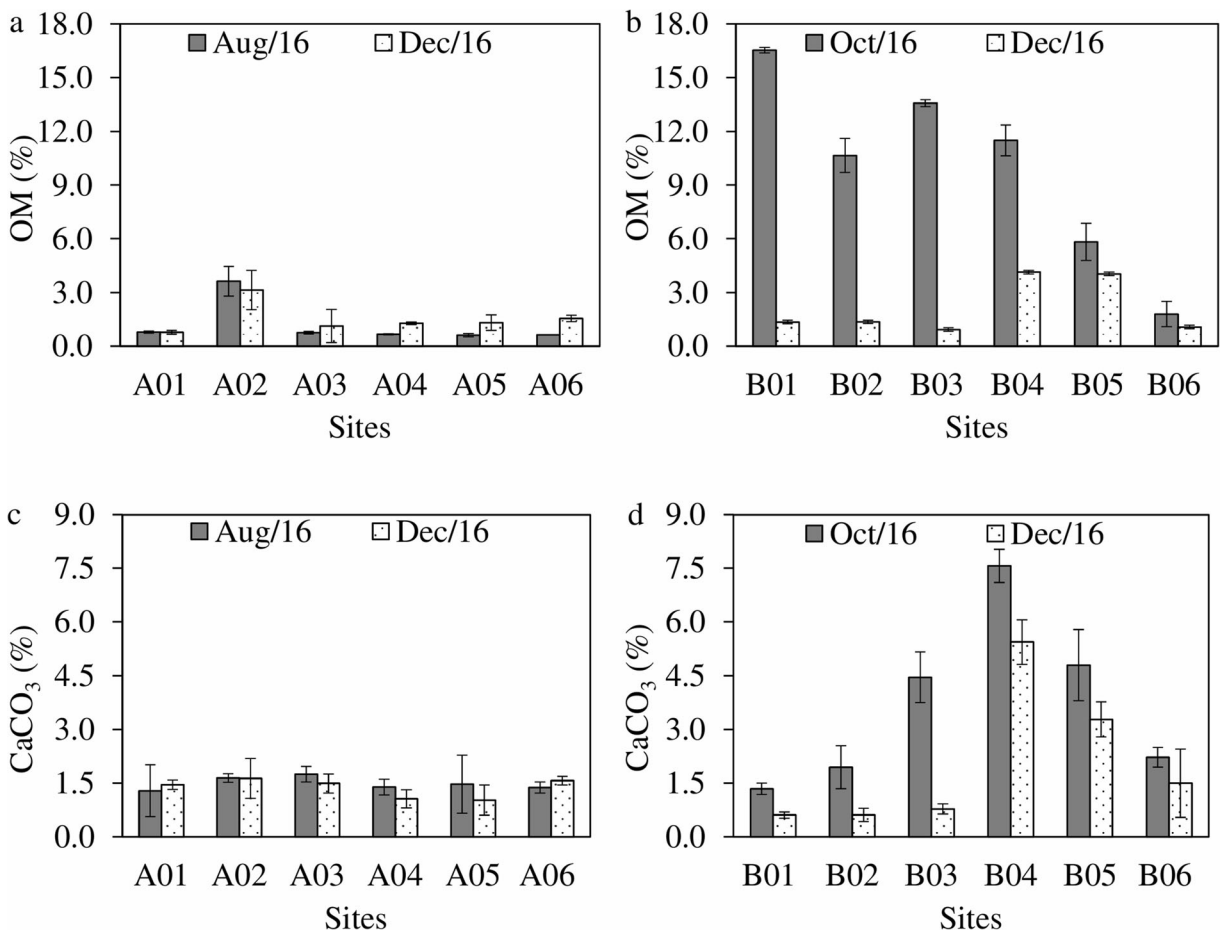 a
OM (%)
18.0
15.0
12.0
9.0
6.0
3.0
0.0
Aug/16 Dec/16
A01 A02 A03 A04 A05 A06
Sites
b
OM (%)
18.0
15.0
12.0
9.0
6.0
3.0
0.0
Oct/16 Dec/16
B01 B02 B03 B04 B05 B06
Sites
c
CaCO₃ (%)
9.0
7.5
6.0
4.5
3.0
1.5
0.0
Aug/16 Dec/16
A01 A02 A03 A04 A05 A06
Sites
d
CaCO₃ (%)
9.0
7.5
6.0
4.5
3.0
1.5
0.0
Oct/16 Dec/16
B01 B02 B03 B04 B05 B06
Sites